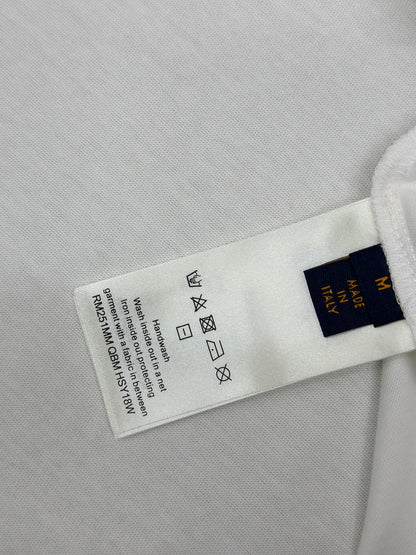 Handwash
Wash inside out in a net
Iron inside out protecting
garment with a fabric in between
RM251MM QBM HSY18W
M
MADE
IN
ITALY